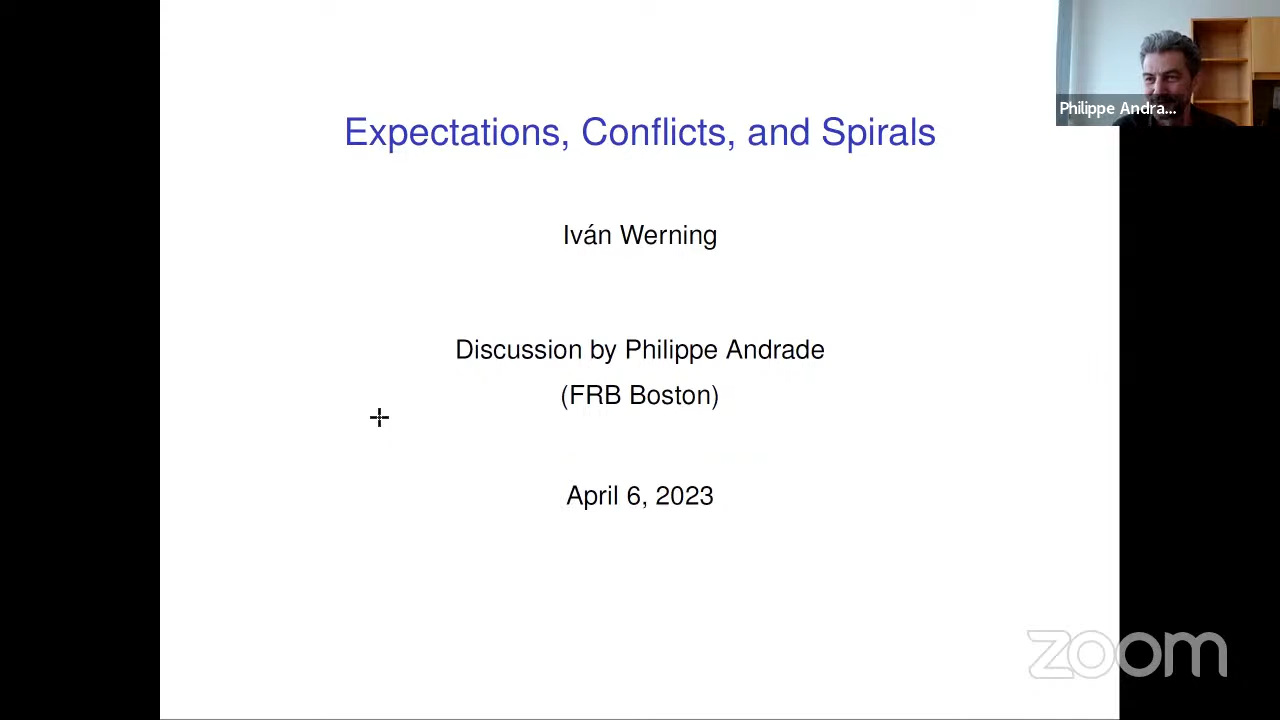 Expectations, Conflicts, and Spirals
Iván Werning
Discussion by Philippe Andrade
(FRB Boston)
April 6, 2023
Philippe Andra...
zoom